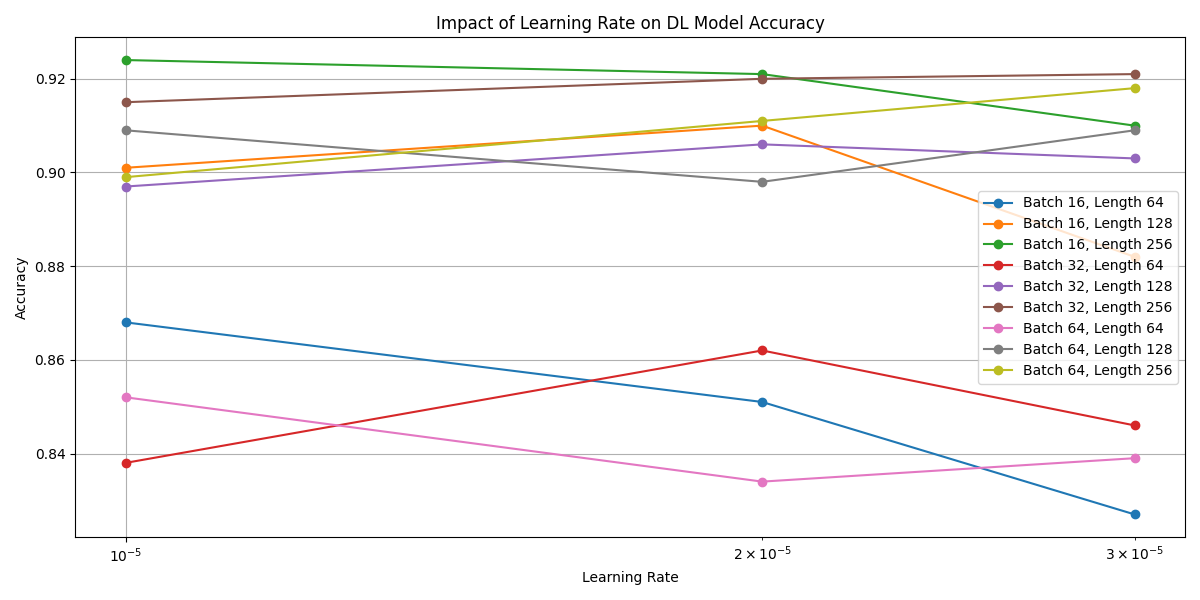 Impact of Learning Rate on DL Model Accuracy
Accuracy
0.92
0.90
0.88
0.86
0.84
Batch 16, Length 64
Batch 16, Length 128
Batch 16, Length 256
Batch 32, Length 64
Batch 32, Length 128
Batch 32, Length 256
Batch 64, Length 64
Batch 64, Length 128
Batch 64, Length 256
10⁻⁵ 2 × 10⁻⁵ 3 × 10⁻⁵
Learning Rate